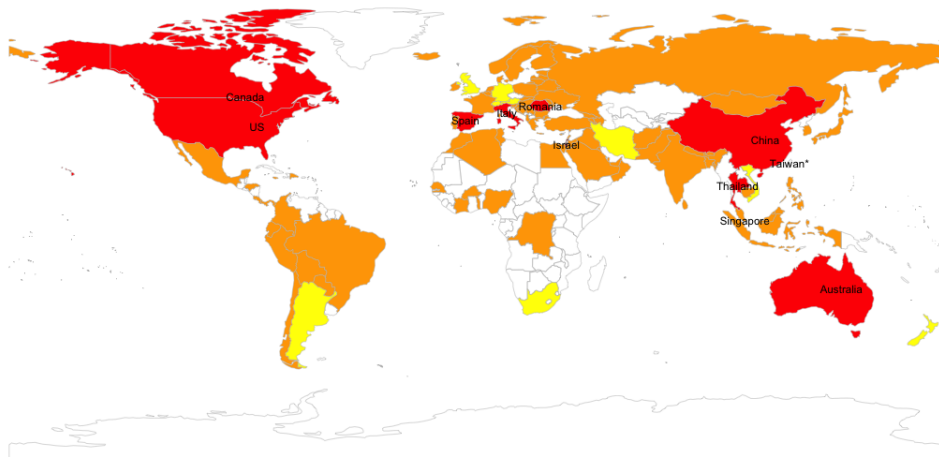 Canada
US
Spain
Italy
Romania
Israel
China
Taiwan*
Thailand
Singapore
Australia